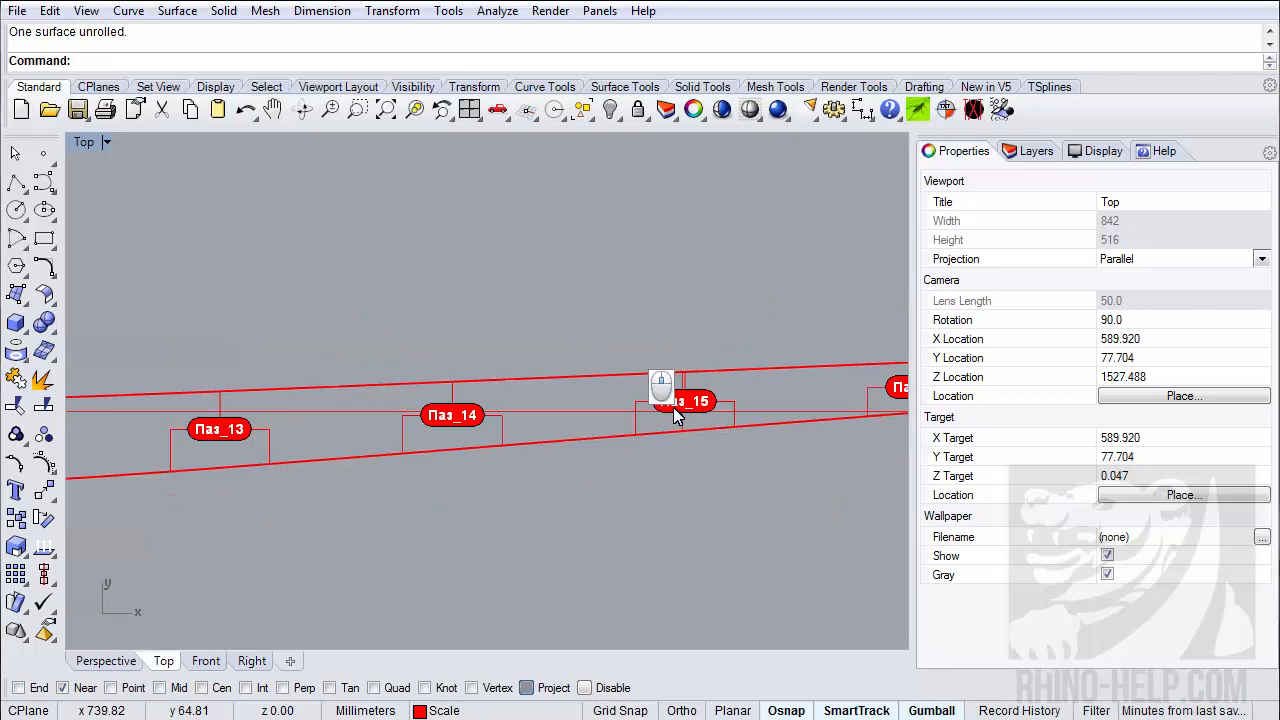 File Edit View Curve Surface Solid Mesh Dimension Transform Tools Analyze Render Panels Help
One surface unrolled.
Command:
Standard CPlanes Set View Display Select Viewport Layout Visibility Transform Curve Tools Surface Tools Solid Tools Mesh Tools Render Tools Drafting New in V5 TSplines
Top
Properties Layers Display Help
Viewport
Title Top
Width 842
Height 516
Projection Parallel
Camera
Lens Length 50.0
Rotation 90.0
X Location 589.920
Y Location 77.704
Z Location 1527.488
Location Place...
Target
X Target 589.920
Y Target 77.704
Z Target 0.047
Location Place...
Wallpaper
Filename (none) ...
Show
Gray
Паз_13
Паз_14
y
x
Perspective Top Front Right
End Near Point Mid Cen Int Perp Tan Quad Knot Vertex Project Disable
CPlane x 739.82 y 64.81 z 0.00 Millimeters Scale Grid Snap Ortho Planar Osnap SmartTrack Gumball Record History Filter Minutes from last sav...
RHINO-HELP.COM